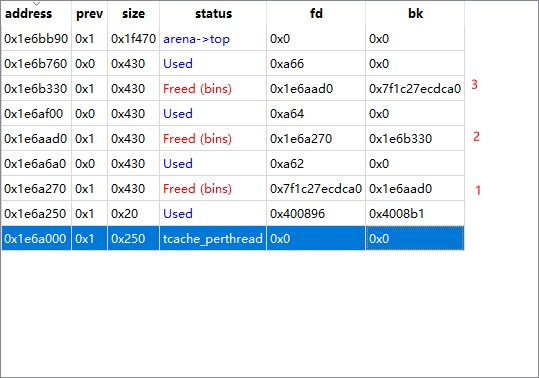 address prev size status fd bk
0x1e6bb90 0x1 0x1f470 arena->top 0x0 0x0
0x1e6b760 0x0 0x430 Used 0xa66 0x0
0x1e6b330 0x1 0x430 Freed (bins) 0x1e6aad0 0x7f1c27ecdca0 3
0x1e6af00 0x0 0x430 Used 0xa64 0x0
0x1e6aad0 0x1 0x430 Freed (bins) 0x1e6a270 0x1e6b330 2
0x1e6a6a0 0x0 0x430 Used 0xa62 0x0
0x1e6a270 0x1 0x430 Freed (bins) 0x7f1c27ecdca0 0x1e6aad0 1
0x1e6a250 0x1 0x20 Used 0x400896 0x4008b1
0x1e6a000 0x1 0x250 tcache_perthread 0x0 0x0